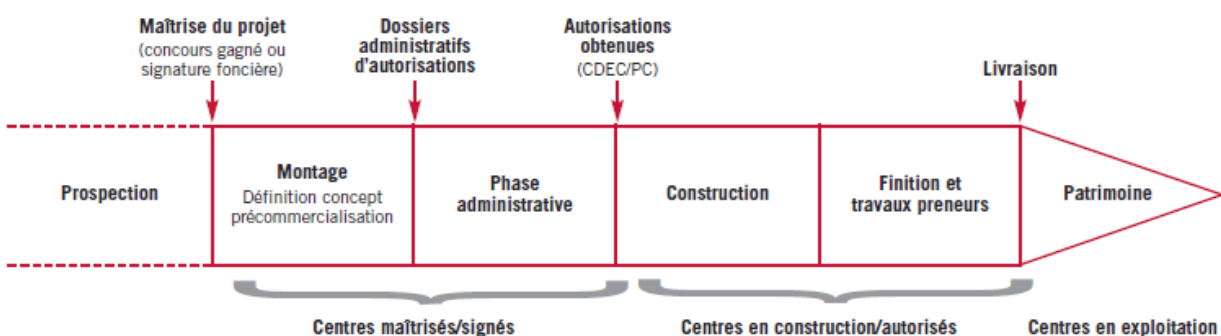 Maîtrise du projet
(concours gagné ou
signature foncière)
Dossiers
administratifs
d'autorisations
Autorisations
obtenues
(CDEC/PC)
Livraison
Prospection
Montage
Définition concept
précommercialisation
Phase
administrative
Construction
Finition et
travaux preneurs
Patrimoine
Centres maîtrisés/signés
Centres en construction/autorisés
Centres en exploitation